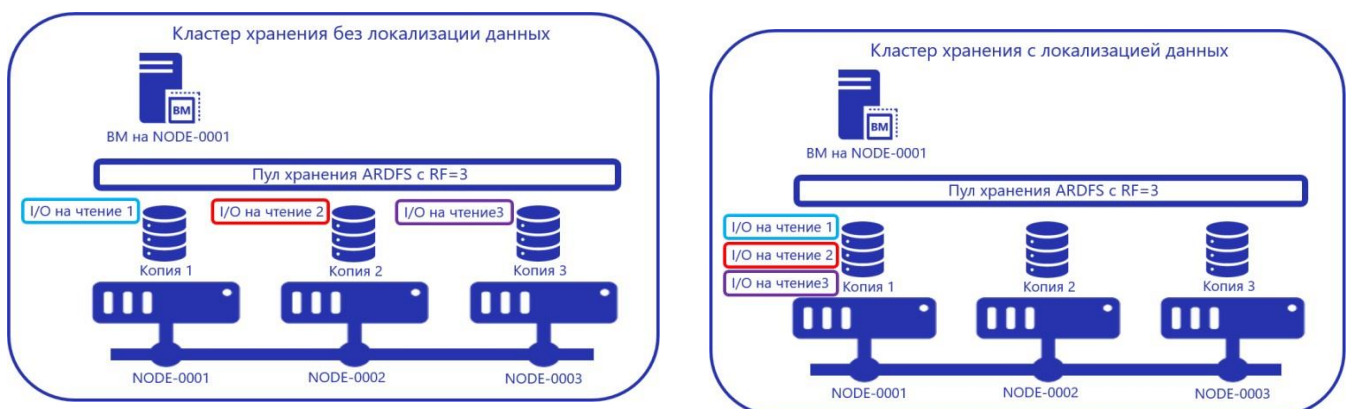 Кластер хранения без локализации данных
ВМ
ВМ на NODE-0001
Пул хранения ARDFS с RF=3
I/O на чтение 1
I/O на чтение 2
I/O на чтение3
Копия 1
Копия 2
Копия 3
NODE-0001
NODE-0002
NODE-0003
Кластер хранения с локализацией данных
ВМ
ВМ на NODE-0001
Пул хранения ARDFS с RF=3
I/O на чтение 1
I/O на чтение 2
I/O на чтение3
Копия 1
Копия 2
Копия 3
NODE-0001
NODE-0002
NODE-0003